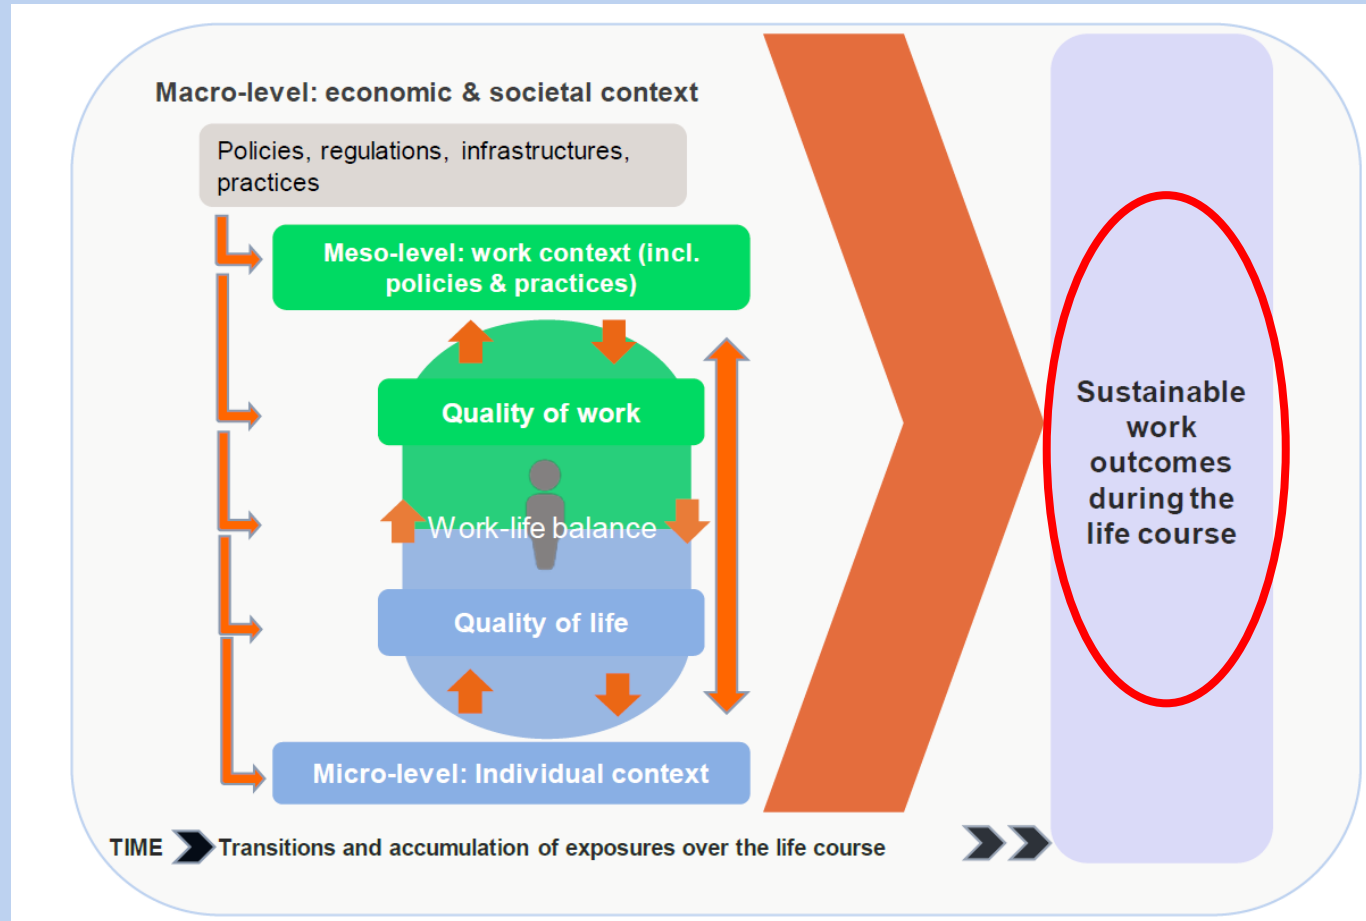 Macro-level: economic & societal context
Policies, regulations, infrastructures,
practices
Meso-level: work context (incl.
policies & practices)
Quality of work
Work-life balance
Quality of life
Micro-level: Individual context
Sustainable
work
outcomes
during the
life course
TIME
Transitions and accumulation of exposures over the life course